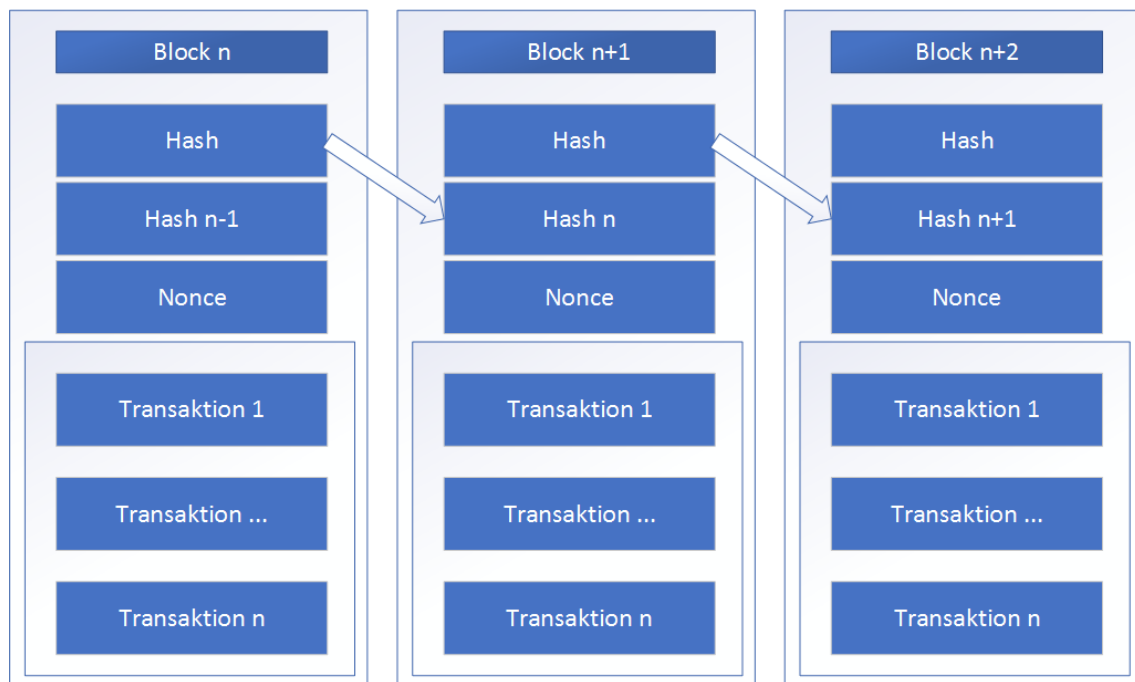 Block n
Hash
Hash n-1
Nonce
Transaktion 1
Transaktion ...
Transaktion n
Block n+1
Hash
Hash n
Nonce
Transaktion 1
Transaktion ...
Transaktion n
Block n+2
Hash
Hash n+1
Nonce
Transaktion 1
Transaktion ...
Transaktion n